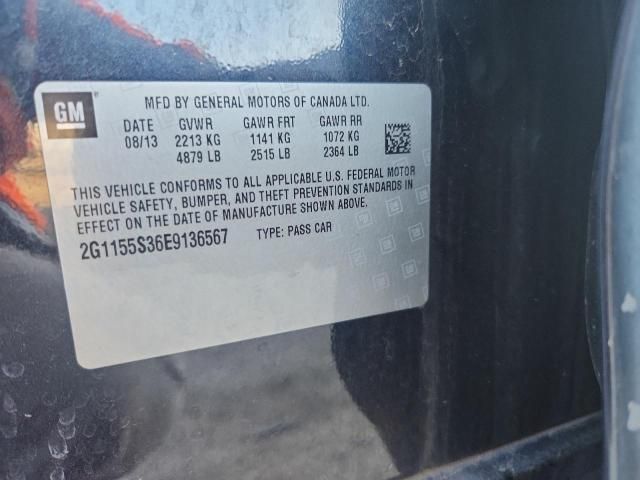 GM
MFD BY GENERAL MOTORS OF CANADA LTD.
DATE GVWR GAWR FRT GAWR RR
08/13 2213 KG 1141 KG 1072 KG
4879 LB 2515 LB 2364 LB
THIS VEHICLE CONFORMS TO ALL APPLICABLE U.S. FEDERAL MOTOR
VEHICLE SAFETY, BUMPER, AND THEFT PREVENTION STANDARDS IN
EFFECT ON THE DATE OF MANUFACTURE SHOWN ABOVE.
2G1155S36E9136567 TYPE: PASS CAR